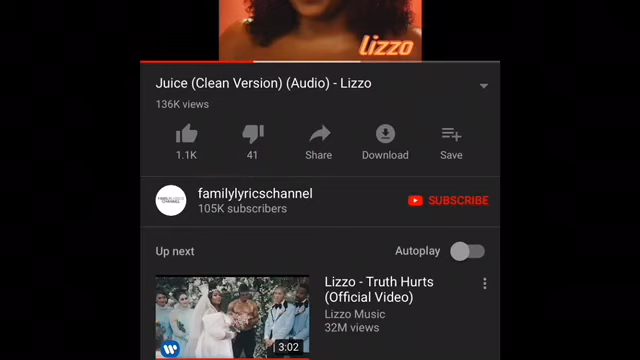 lizzo
Juice (Clean Version) (Audio) - Lizzo
136K views
1.1K
41
Share
Download
Save
familylyricschannel
105K subscribers
SUBSCRIBE
Up next
Autoplay
Lizzo - Truth Hurts
(Official Video)
Lizzo Music
32M views
3:02